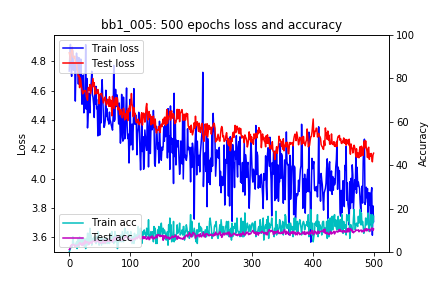 bb1_005: 500 epochs loss and accuracy
Train loss
Test loss
Train acc
Test acc
Loss
Accuracy
4.8
4.6
4.4
4.2
4.0
3.8
3.6
100
80
60
40
20
0
0 100 200 300 400 500